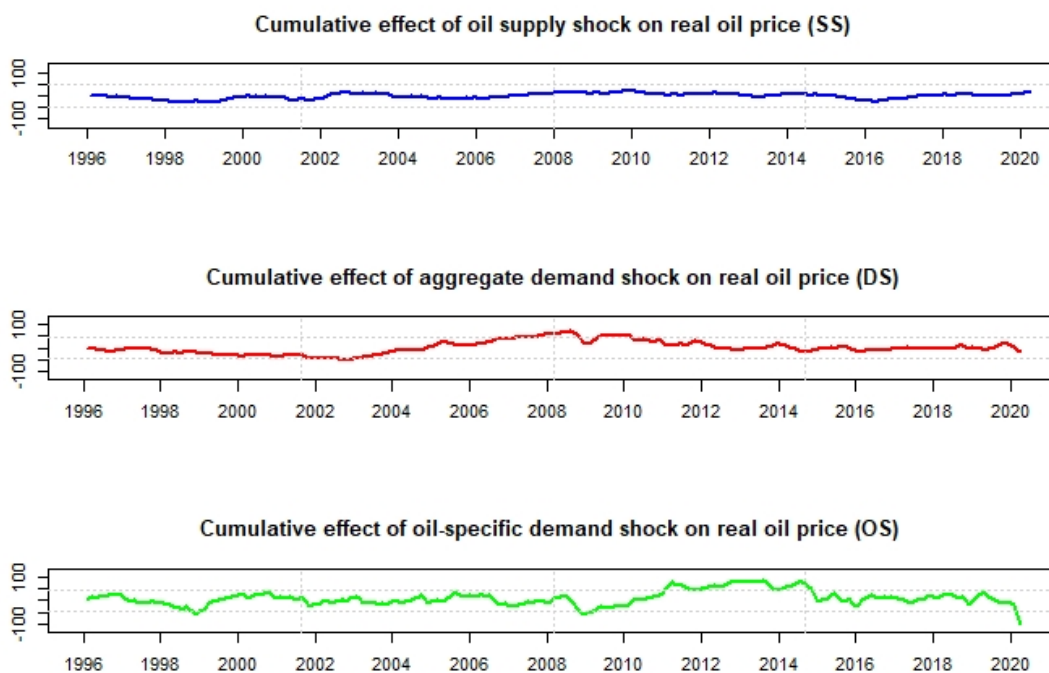 Cumulative effect of oil supply shock on real oil price (SS)
100
-100
1996 1998 2000 2002 2004 2006 2008 2010 2012 2014 2016 2018 2020
Cumulative effect of aggregate demand shock on real oil price (DS)
100
-100
1996 1998 2000 2002 2004 2006 2008 2010 2012 2014 2016 2018 2020
Cumulative effect of oil-specific demand shock on real oil price (OS)
100
-100
1996 1998 2000 2002 2004 2006 2008 2010 2012 2014 2016 2018 2020